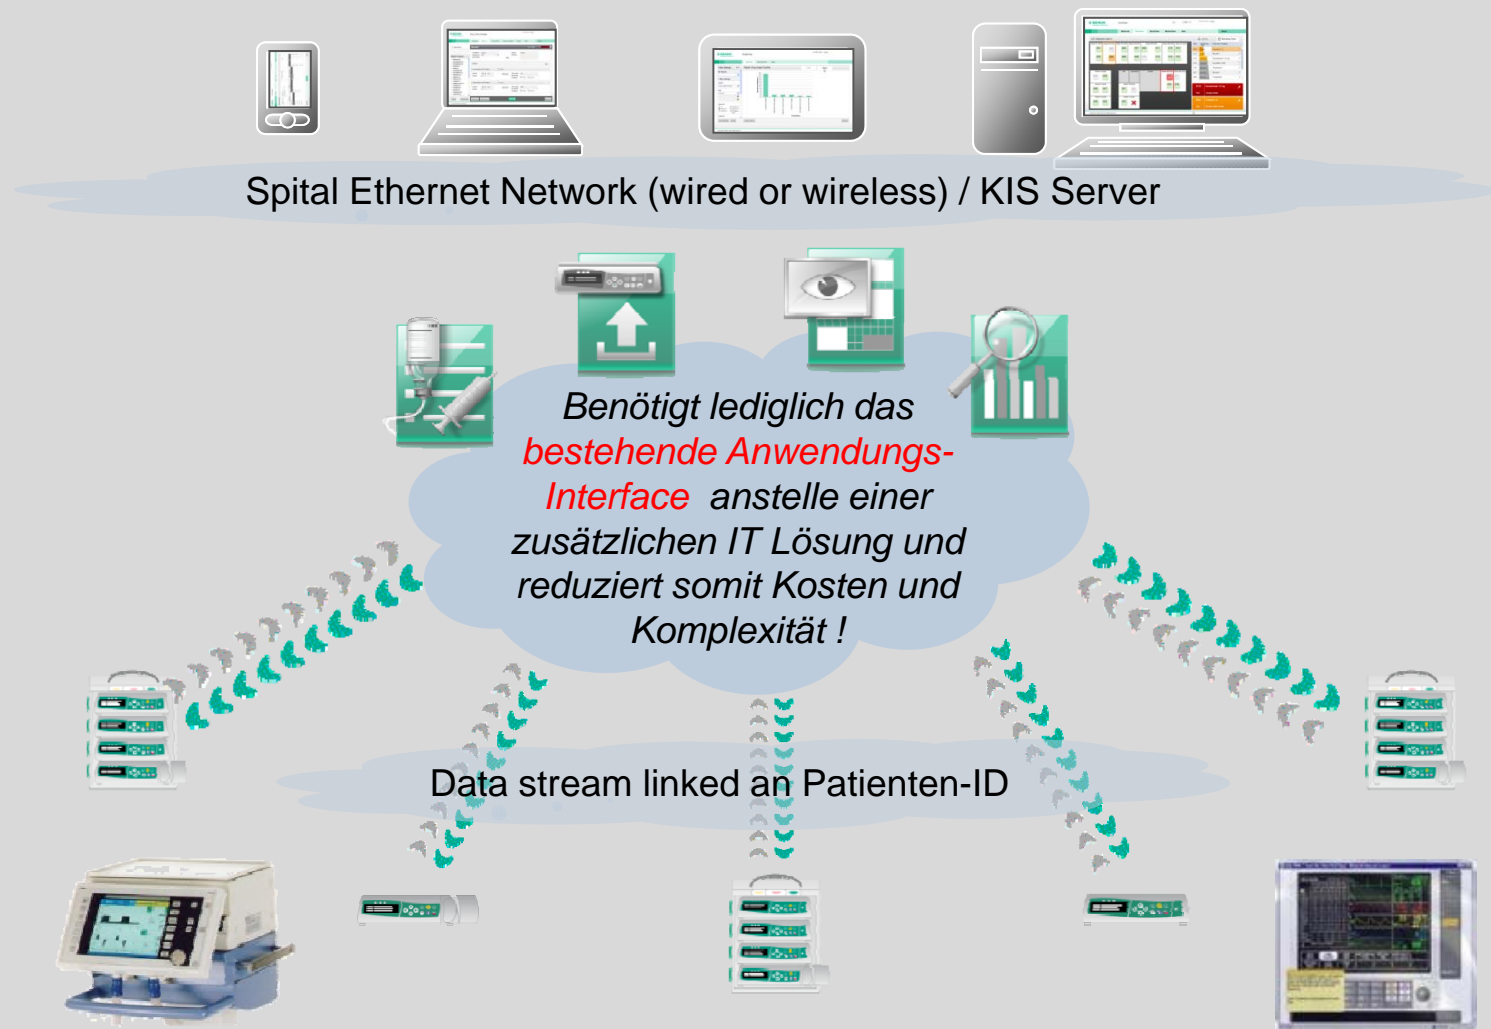 Spital Ethernet Network (wired or wireless) / KIS Server
Benötigt lediglich das
bestehende Anwendungs-
Interface anstelle einer
zusätzlichen IT Lösung und
reduziert somit Kosten und
Komplexität !
Data stream linked an Patienten-ID